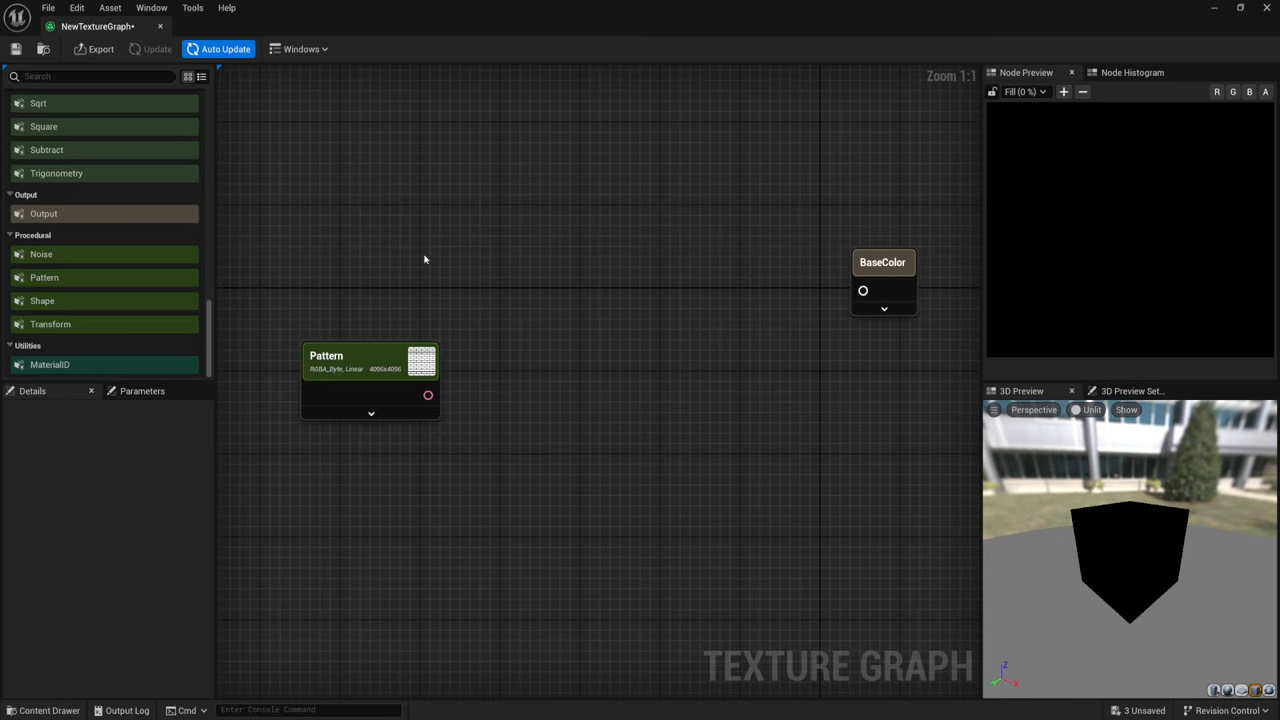 File Edit Asset Window Tools Help
NewTextureGraph*
Export Update Auto Update Windows
Search
Zoom 1:1
Node Preview Node Histogram
Fill (0 %) R G B A
Sqrt
Square
Subtract
Trigonometry
Output
Output
Procedural
Noise
Pattern
Shape
Transform
Utilities
MaterialID
BaseColor
Pattern
RGBA_Byte, Linear 4096x4096
Details Parameters
3D Preview 3D Preview Set...
Perspective Unlit Show
Z
X
TEXTURE GRAPH
Content Drawer Output Log Cmd Enter Console Command 3 Unsaved Revision Control